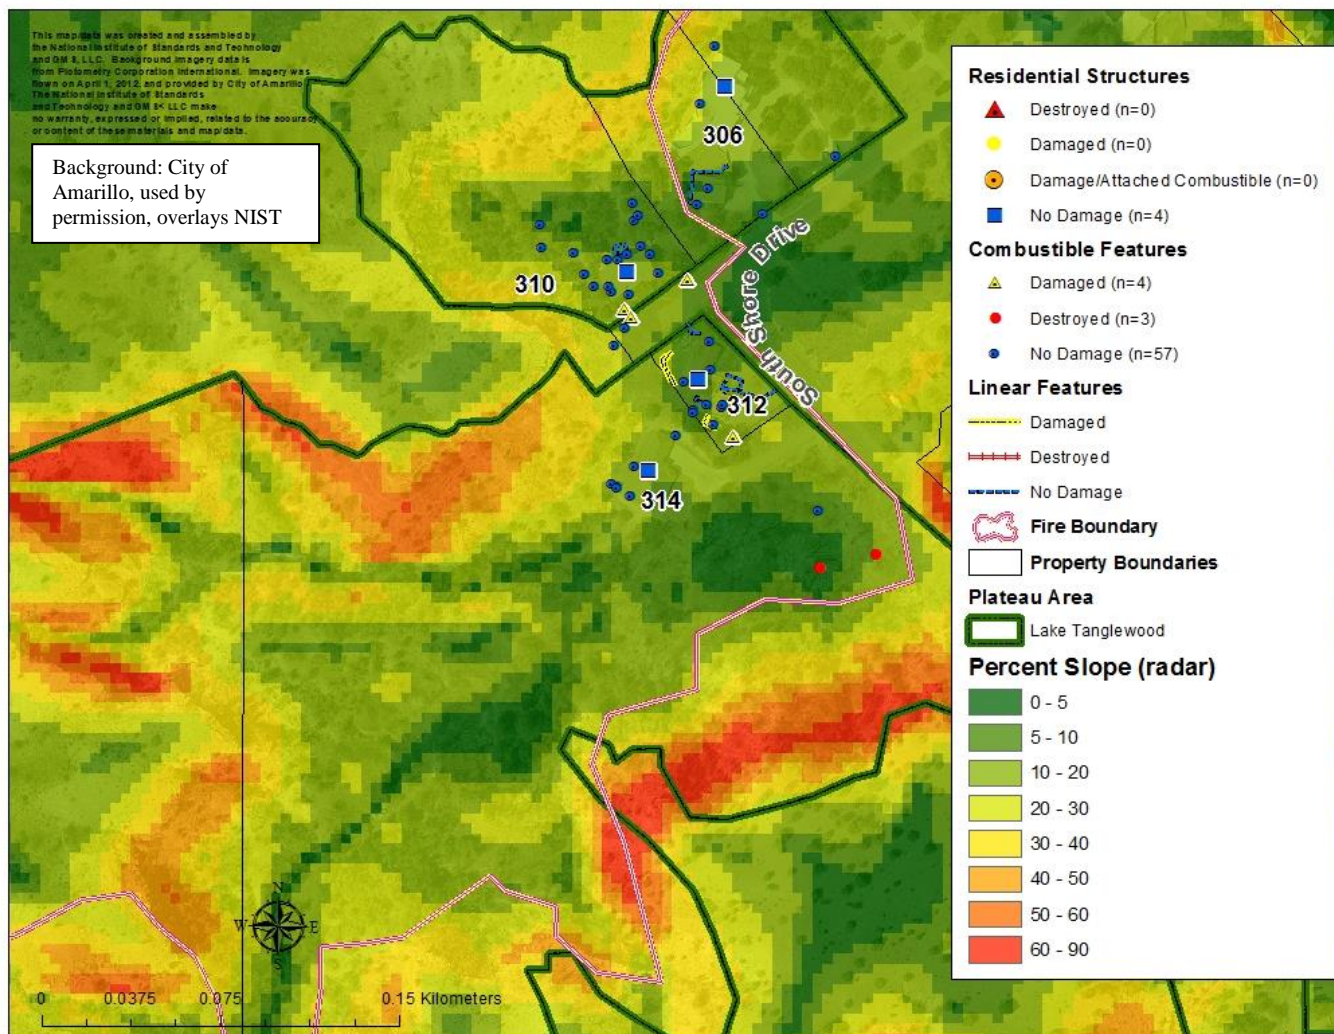 This map/data was created and assembled by
the National Institute of Standards and Technology
and GM 8, LLC. Background imagery data is
from Pictometry Corporation International. Imagery was
flown on April 1, 2012, and provided by City of Amarillo
The National Institute of Standards
and Technology and GM 8< LLC make
no warranty, expressed or implied, related to the accuracy
or content of these materials and map/data.
Background: City of
Amarillo, used by
permission, overlays NIST
306
310
South Shore Drive
312
314
N
W
E
S
0
0.0375
0.075
0.15 Kilometers
Residential Structures
Destroyed (n=0)
Damaged (n=0)
Damage/Attached Combustible (n=0)
No Damage (n=4)
Combustible Features
Damaged (n=4)
Destroyed (n=3)
No Damage (n=57)
Linear Features
Damaged
Destroyed
No Damage
Fire Boundary
Property Boundaries
Plateau Area
Lake Tanglewood
Percent Slope (radar)
0 - 5
5 - 10
10 - 20
20 - 30
30 - 40
40 - 50
50 - 60
60 - 90